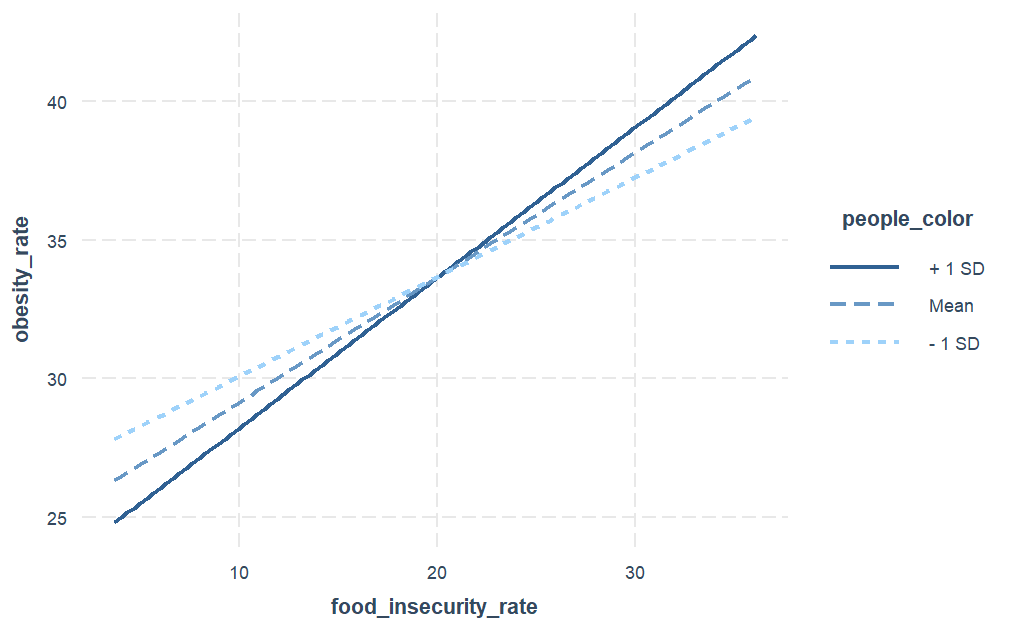 obesity_rate
40
35
30
25
10
20
30
food_insecurity_rate
people_color
+ 1 SD
Mean
- 1 SD